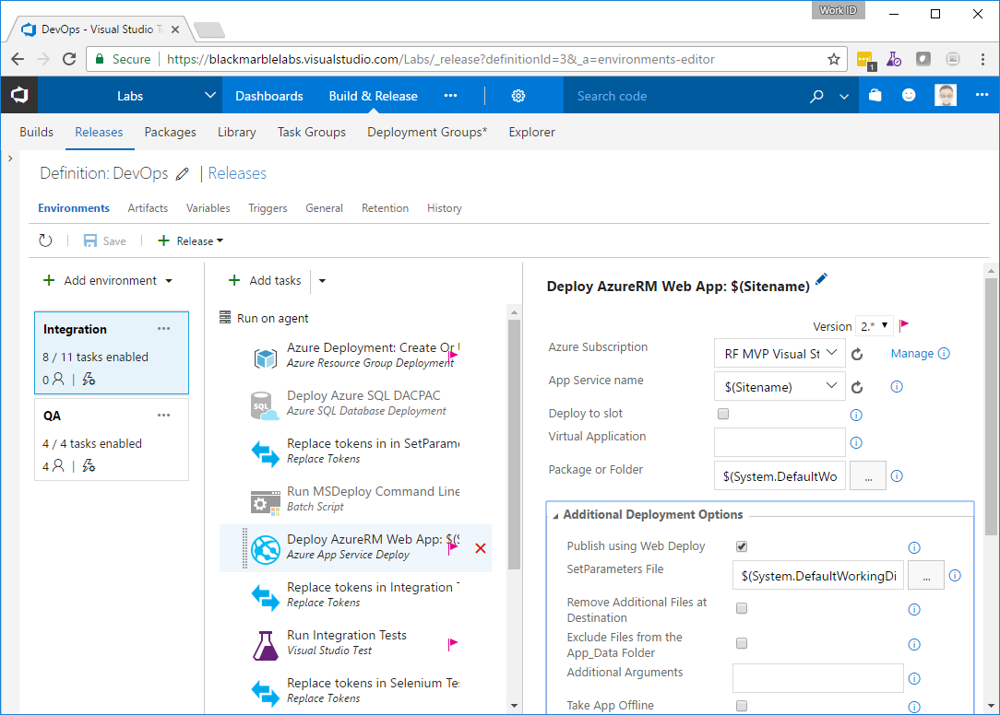 Work ID
DevOps - Visual Studio T
Secure https://blackmarblelabs.visualstudio.com/Labs/_release?definitionId=3&_a=environments-editor
1
Labs Dashboards Build & Release ••• Search code
Builds Releases Packages Library Task Groups Deployment Groups* Explorer
Definition: DevOps | Releases
Environments Artifacts Variables Triggers General Retention History
Save + Release
+ Add environment
Integration ...
8 / 11 tasks enabled
0 |
QA ...
4 / 4 tasks enabled
4 |
+ Add tasks
Run on agent
Azure Deployment: Create Or U
Azure Resource Group Deployment
Deploy Azure SQL DACPAC
Azure SQL Database Deployment
SQL
Replace tokens in in SetParame
Replace Tokens
Run MSDeploy Command Line
Batch Script
Deploy AzureRM Web App: $(S
Azure App Service Deploy
Replace tokens in Integration T
Replace Tokens
Run Integration Tests
Visual Studio Test
Replace tokens in Selenium Tes
Replace Tokens
Deploy AzureRM Web App: $(Sitename)
Version 2.*
Azure Subscription RF MVP Visual St Manage
App Service name $(Sitename)
Deploy to slot
Virtual Application
Package or Folder $(System.DefaultWo ...
Additional Deployment Options
Publish using Web Deploy
SetParameters File $(System.DefaultWorkingDi ...
Remove Additional Files at
Destination
Exclude Files from the
App_Data Folder
Additional Arguments
Take App Offline